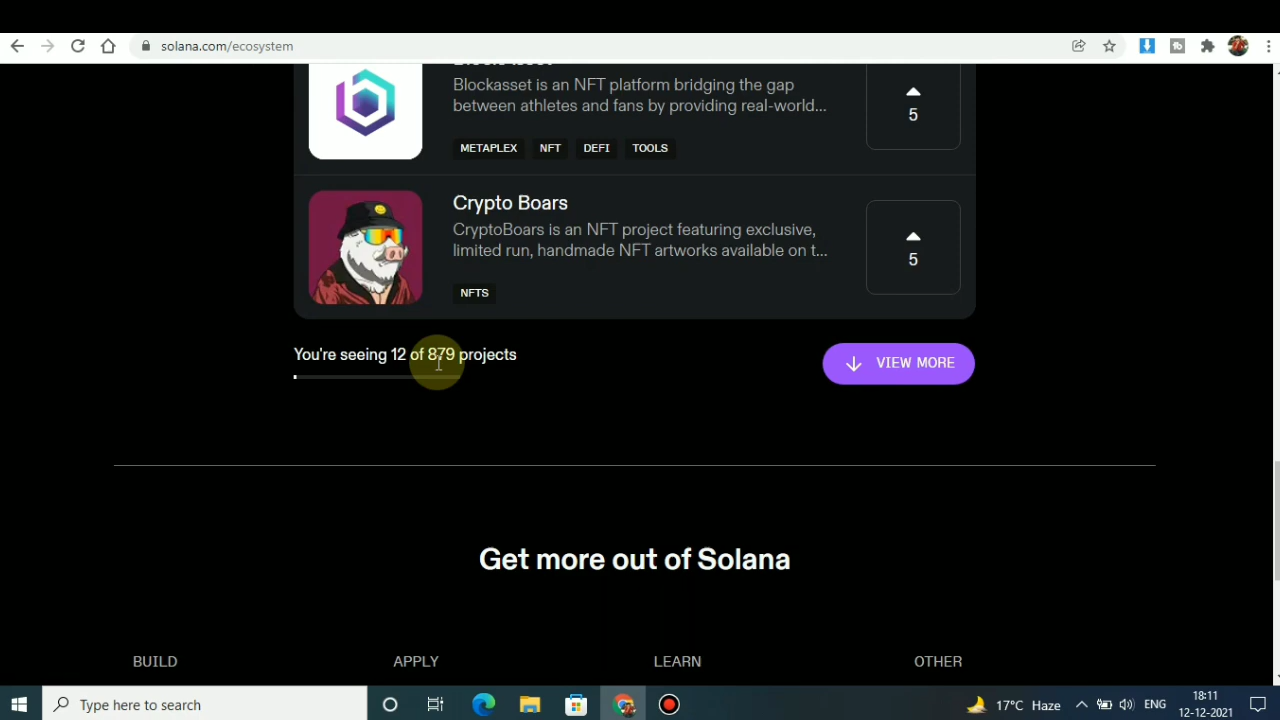 solana.com/ecosystem
Blockasset is an NFT platform bridging the gap
between athletes and fans by providing real-world...
5
METAPLEX NFT DEFI TOOLS
Crypto Boars
CryptoBoars is an NFT project featuring exclusive,
limited run, handmade NFT artworks available on t...
5
NFTS
You're seeing 12 of 879 projects
VIEW MORE
Get more out of Solana
BUILD APPLY LEARN OTHER
Type here to search
17°C Haze
ENG
18:11
12-12-2021